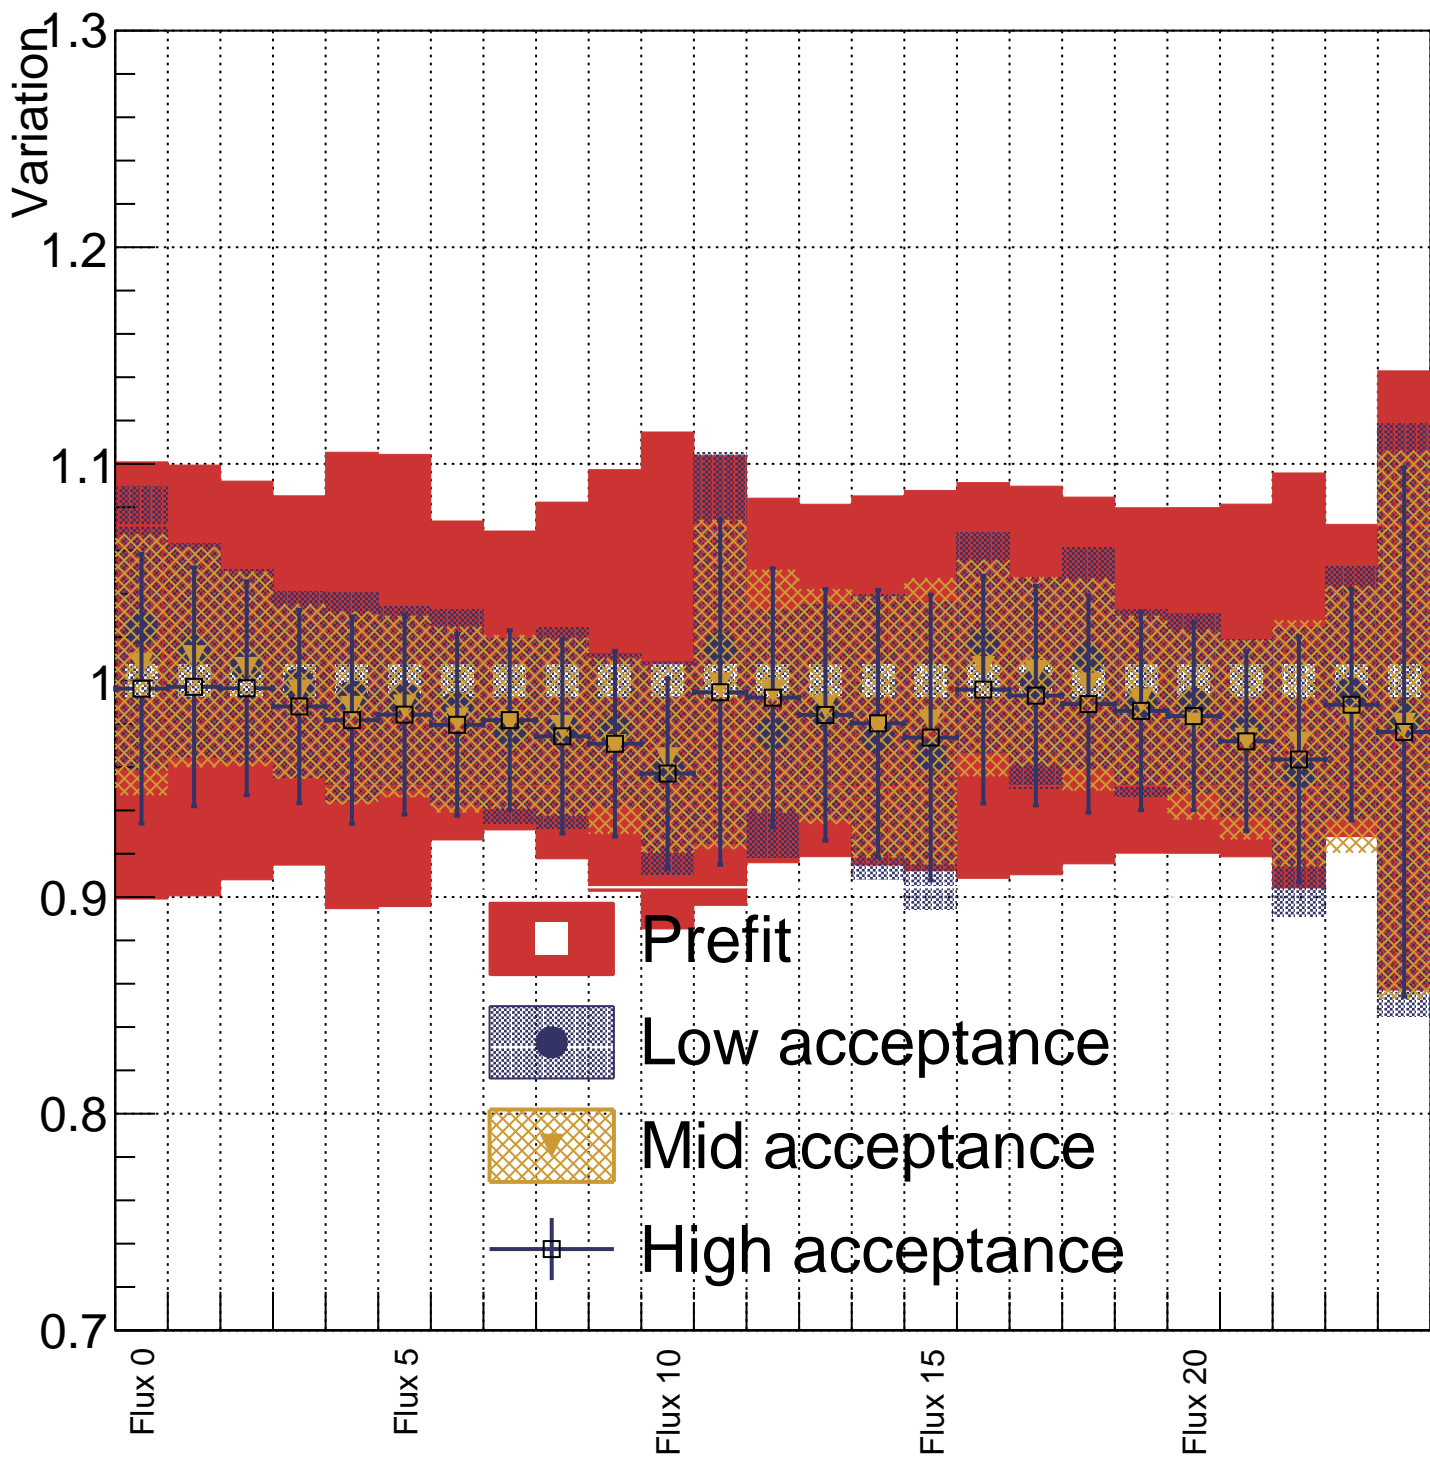 Variation
1.3
1.2
1.1
1
0.9
0.8
0.7
Prefit
Low acceptance
Mid acceptance
High acceptance
Flux 0
Flux 5
Flux 10
Flux 15
Flux 20